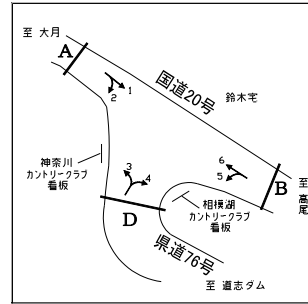 至 大月
A
1
2
国道20号
鈴木宅
神奈川
カントリークラブ
看板
3
4
6
5
B
至
高
尾
D
相模湖
カントリークラブ
看板
県道76号
至 道志ダム